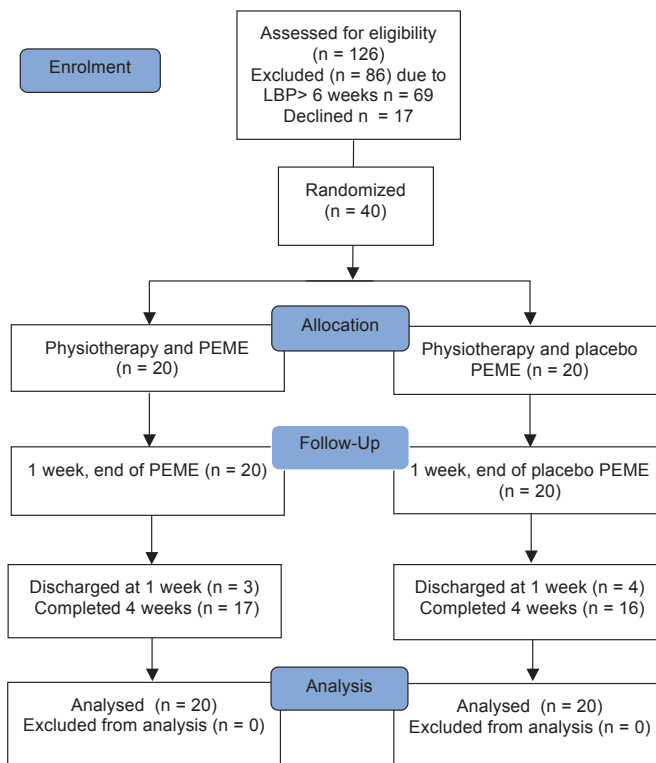 Enrolment
Assessed for eligibility
(n = 126)
Excluded (n = 86) due to
LBP> 6 weeks n = 69
Declined n  = 17
Randomized
(n = 40)
Allocation
Physiotherapy and PEME
(n = 20)
Physiotherapy and placebo
PEME (n = 20)
Follow-Up
1 week, end of PEME (n = 20)
1 week, end of placebo PEME
(n = 20)
Discharged at 1 week (n = 3)
Completed 4 weeks (n = 17)
Discharged at 1 week (n = 4)
Completed 4 weeks (n = 16)
Analysis
Analysed  (n = 20)
Excluded from analysis (n = 0)
Analysed  (n = 20)
Excluded from analysis (n = 0)